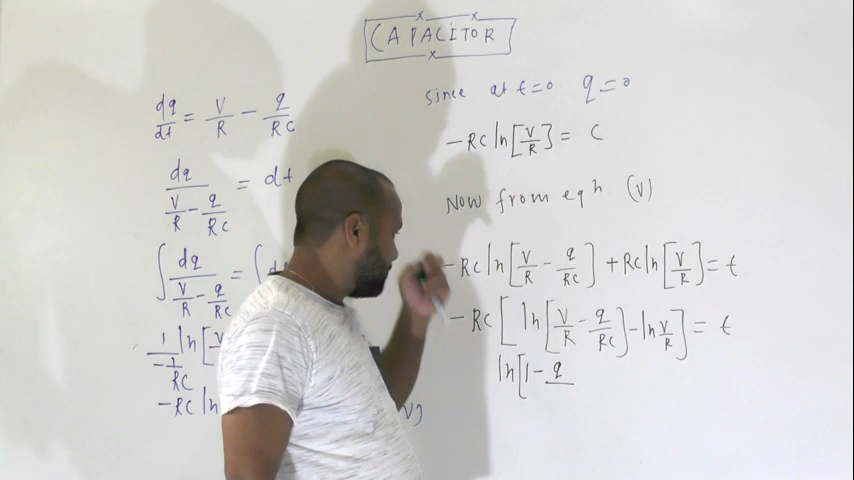 CAPACITOR
dq/dt = V/R - q/RC
dq/(V/R - q/RC) = dt
∫ dq/(V/R - q/RC) = ∫ d
1/(-1/RC) ln[V
-RC ln V)
since at t=0 q=0
-RC ln[V/R] = C
Now from eqn (V)
-RC ln[V/R - q/RC] + RC ln[V/R] = t
-RC[ln[V/R - q/RC] - ln V/R] = t
ln[1 - q